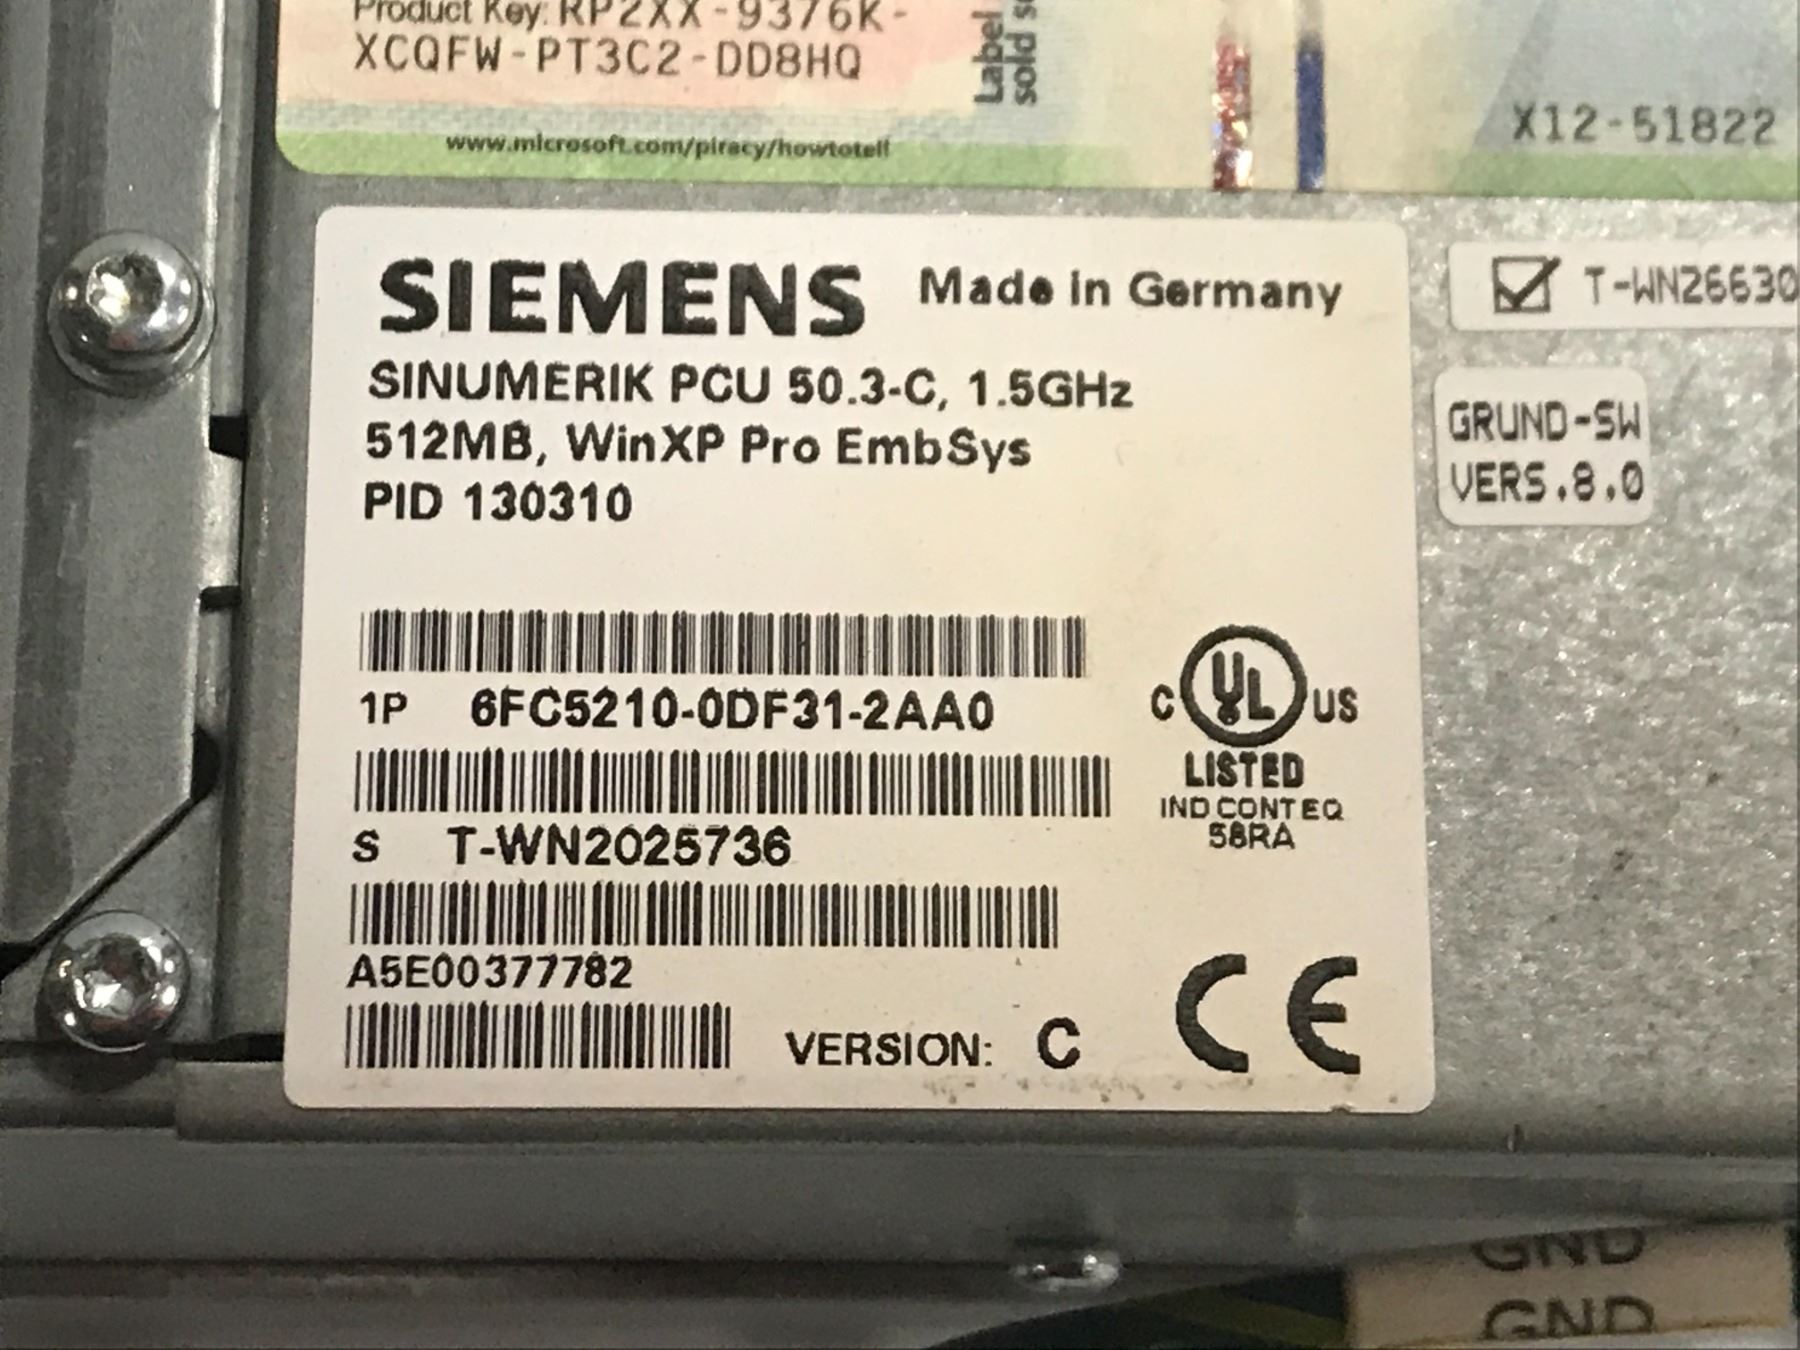 Product Key: RP2XX-9376K-
XCQFW-PT3C2-DD8HQ
Label
sold
www.microsoft.com/piracy/howtotell
X12-51822
SIEMENS Made in Germany
SINUMERIK PCU 50.3-C, 1.5GHz
512MB, WinXP Pro EmbSys
PID 130310
1P 6FC5210-0DF31-2AA0
S T-WN2025736
A5E00377782
VERSION: C
C UL US
LISTED
IND CONT EQ
58RA
CE
T-WN26630
GRUND-SW
VERS.8.0
GND
GND